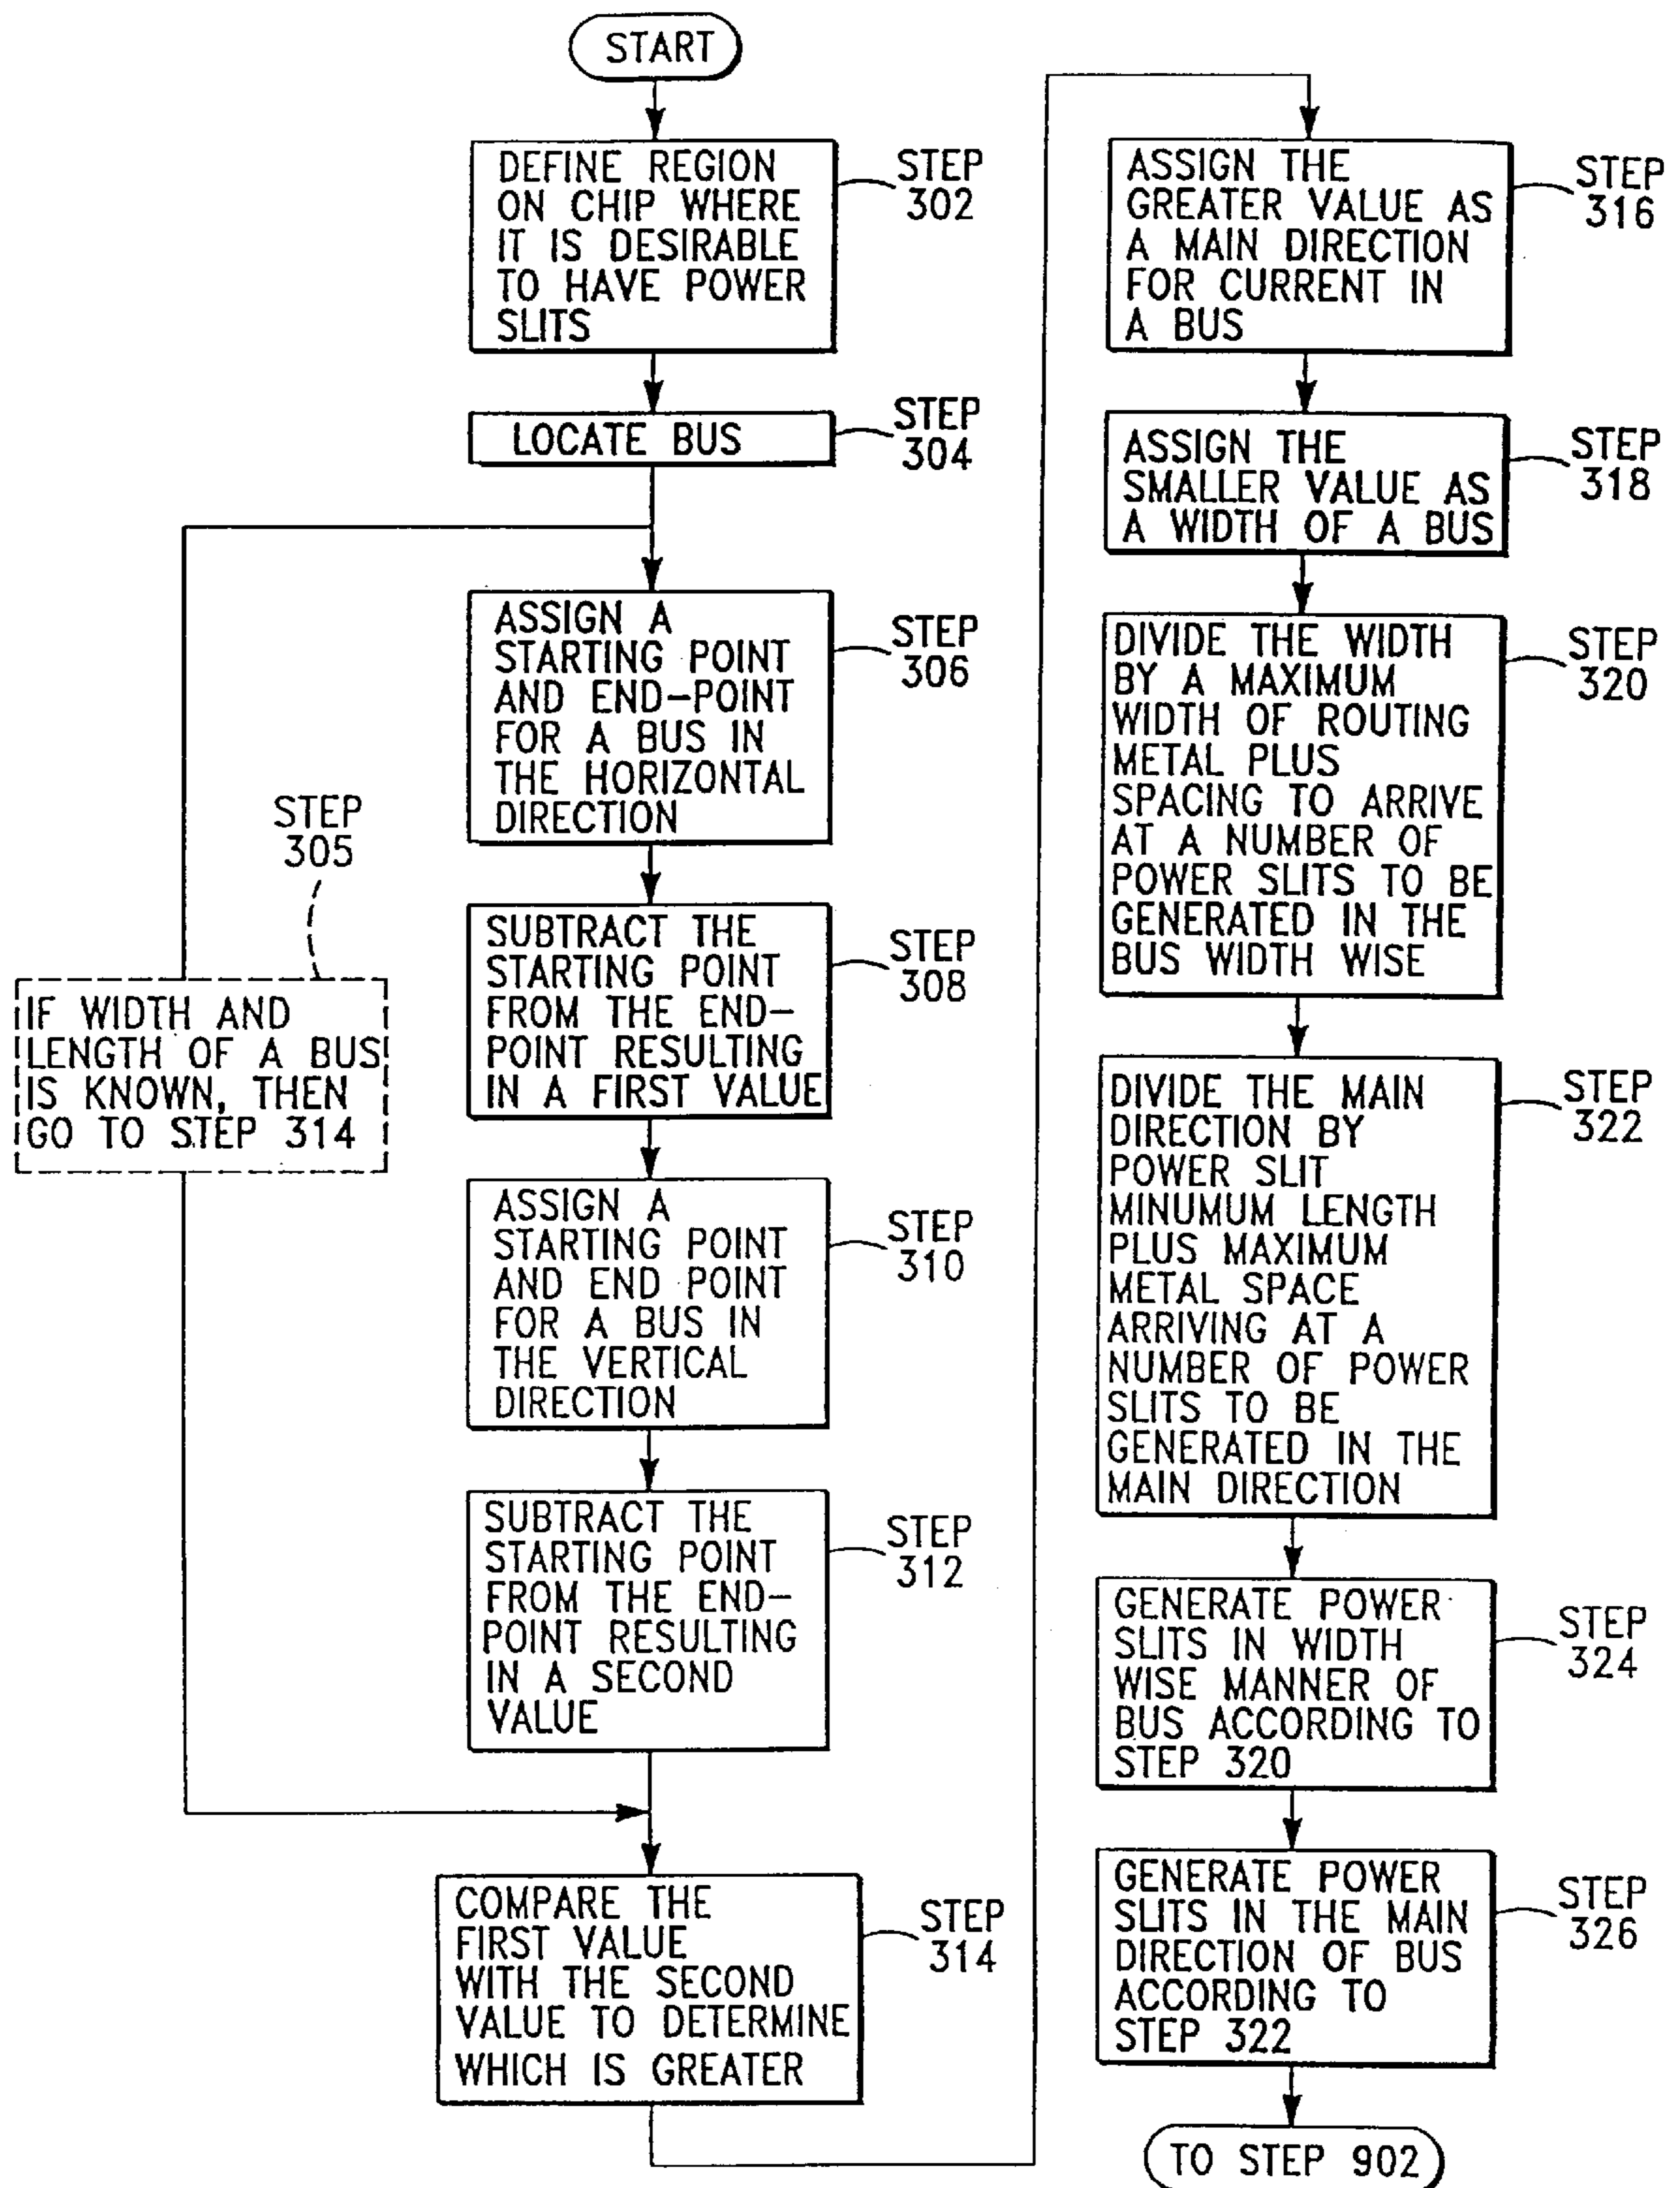 START
DEFINE REGION
ON CHIP WHERE
IT IS DESIRABLE
TO HAVE POWER
SLITS
STEP
302
LOCATE BUS
STEP
304
STEP
305
IF WIDTH AND
LENGTH OF A BUS
IS KNOWN, THEN
GO TO STEP 314
ASSIGN A
STARTING POINT
AND END-POINT
FOR A BUS IN
THE HORIZONTAL
DIRECTION
STEP
306
SUBTRACT THE
STARTING POINT
FROM THE END-
POINT RESULTING
IN A FIRST VALUE
STEP
308
ASSIGN A
STARTING POINT
AND END POINT
FOR A BUS IN
THE VERTICAL
DIRECTION
STEP
310
SUBTRACT THE
STARTING POINT
FROM THE END-
POINT RESULTING
IN A SECOND
VALUE
STEP
312
COMPARE THE
FIRST VALUE
WITH THE SECOND
VALUE TO DETERMINE
WHICH IS GREATER
STEP
314
ASSIGN THE
GREATER VALUE AS
A MAIN DIRECTION
FOR CURRENT IN
A BUS
STEP
316
ASSIGN THE
SMALLER VALUE AS
A WIDTH OF A BUS
STEP
318
DIVIDE THE WIDTH
BY A MAXIMUM
WIDTH OF ROUTING
METAL PLUS
SPACING TO ARRIVE
AT A NUMBER OF
POWER SLITS TO BE
GENERATED IN THE
BUS WIDTH WISE
STEP
320
DIVIDE THE MAIN
DIRECTION BY
POWER SLIT
MINUMUM LENGTH
PLUS MAXIMUM
METAL SPACE
ARRIVING AT A
NUMBER OF POWER
SLITS TO BE
GENERATED IN THE
MAIN DIRECTION
STEP
322
GENERATE POWER
SLITS IN WIDTH
WISE MANNER OF
BUS ACCORDING TO
STEP 320
STEP
324
GENERATE POWER
SLITS IN THE MAIN
DIRECTION OF BUS
ACCORDING TO
STEP 322
STEP
326
TO STEP 902